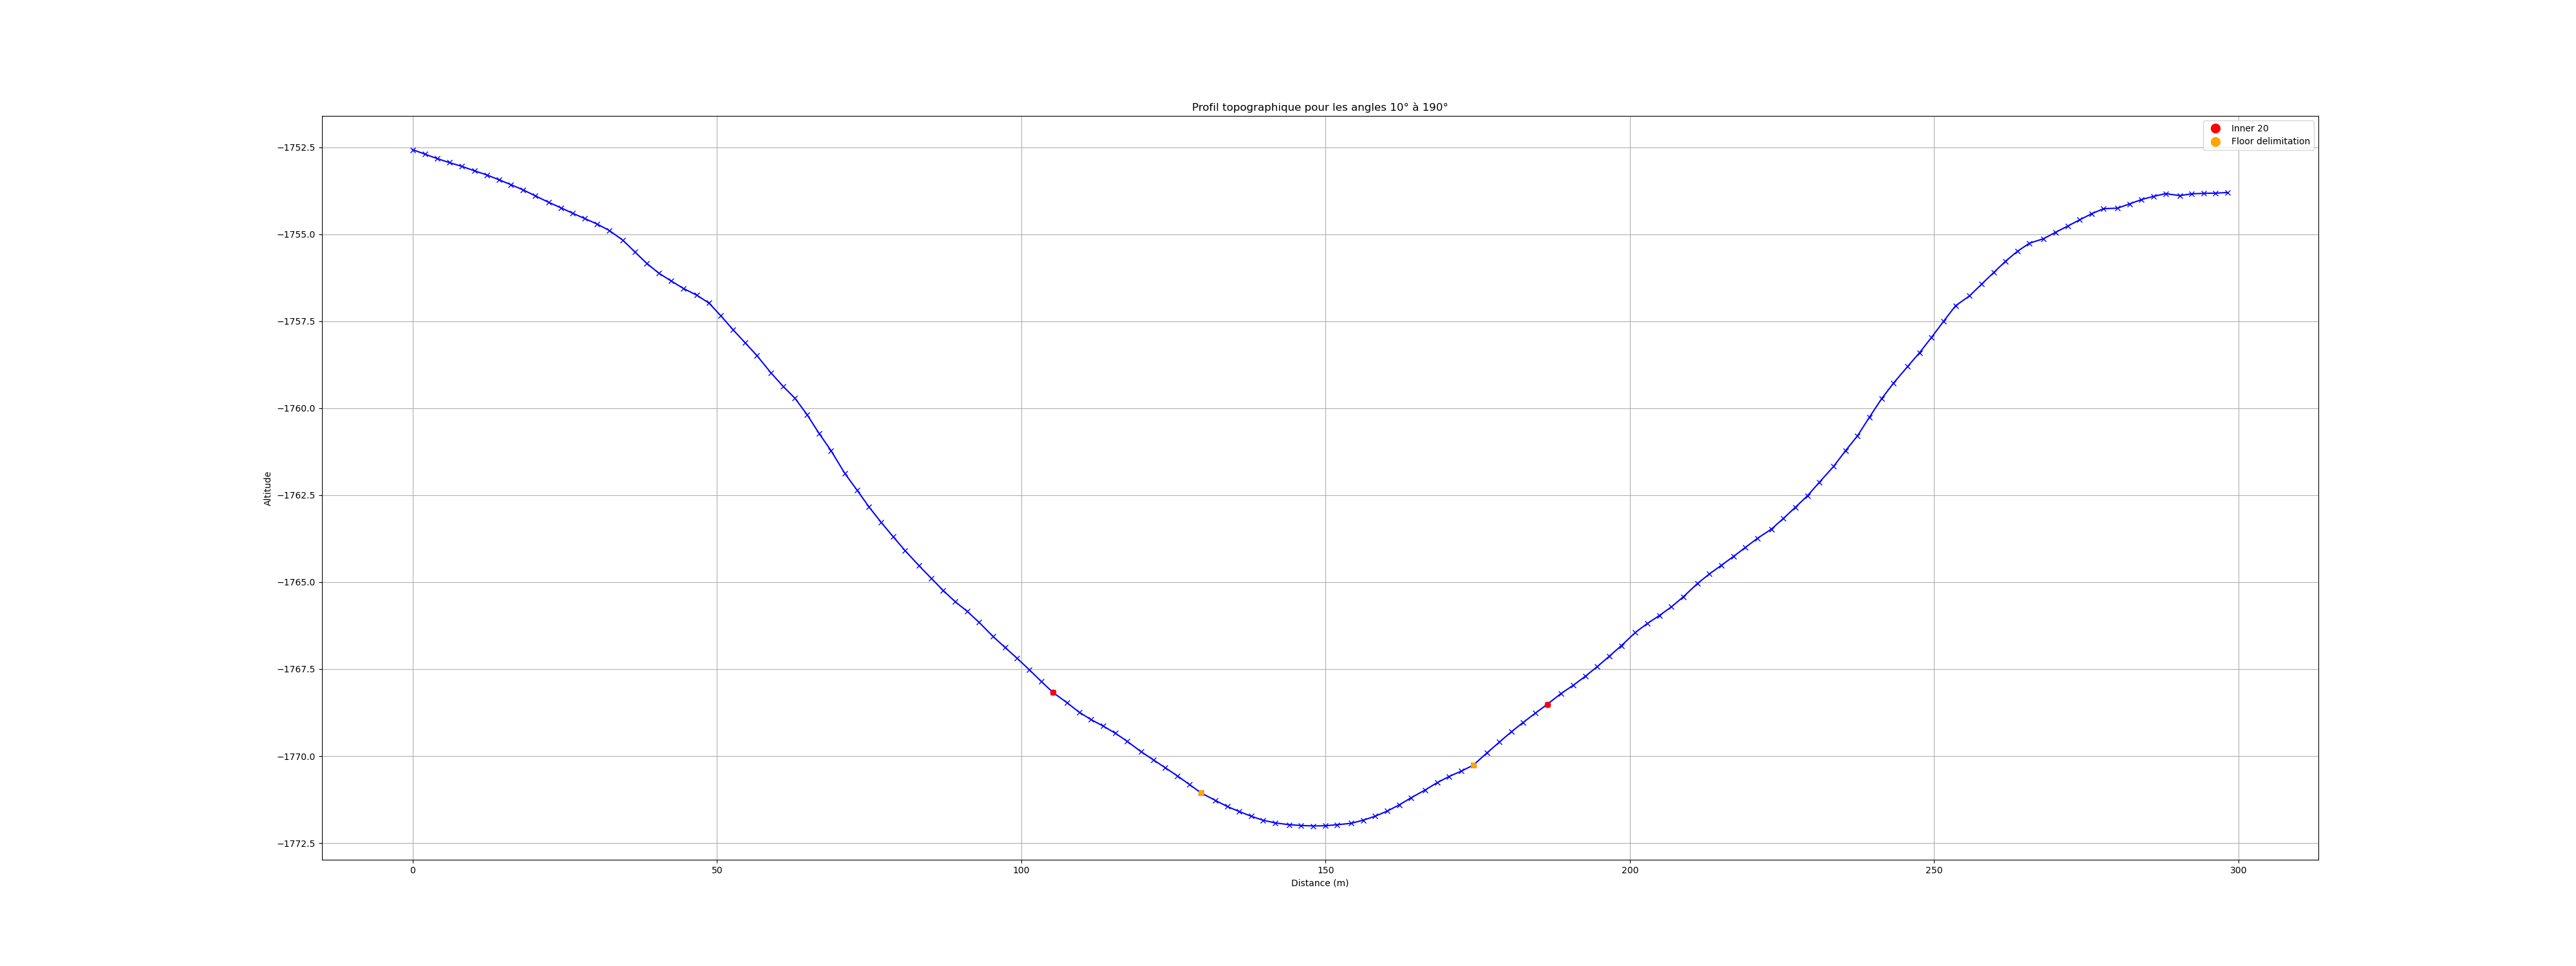 Profil topographique pour les angles 10° à 190°
Inner 20
Floor delimitation
−1752.5
−1755.0
−1757.5
−1760.0
−1762.5
−1765.0
−1767.5
−1770.0
−1772.5
Altitude
0 50 100 150 200 250 300
Distance (m)